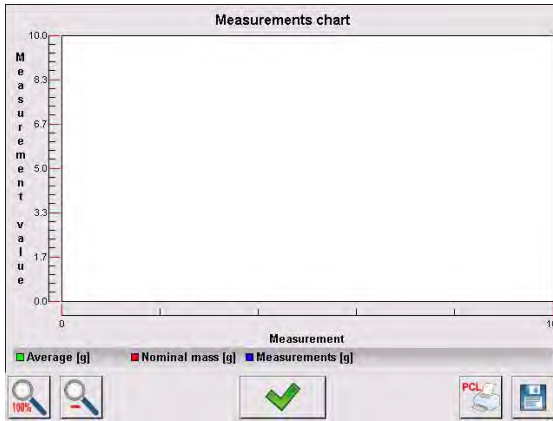 Measurements chart
Measurement value
10.0
8.3
6.7
5.0
3.3
1.7
0.0
0
Measurement
Average [g] Nominal mass [g] Measurements [g]
100%
PCL